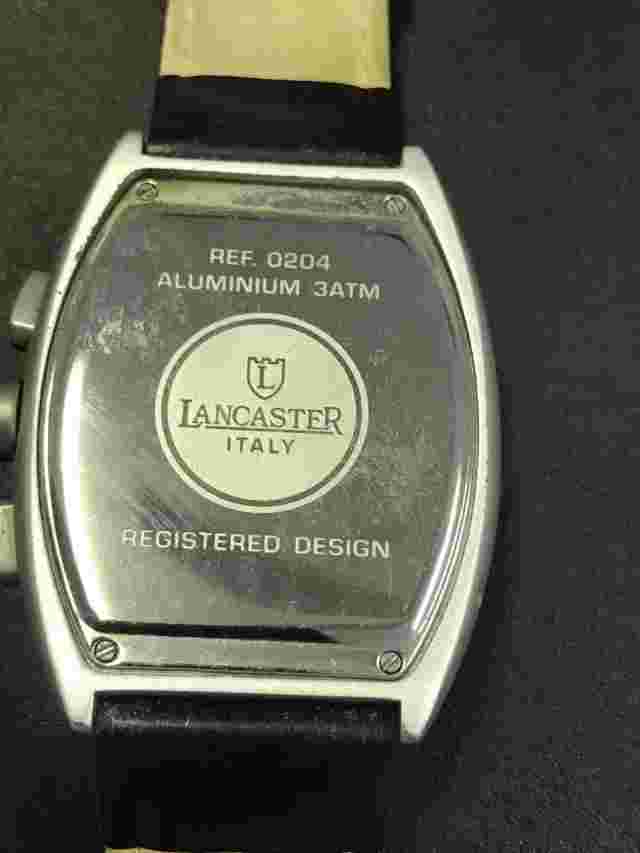 REF. 0204
ALUMINIUM 3ATM
L
LANCASTER
ITALY
REGISTERED DESIGN